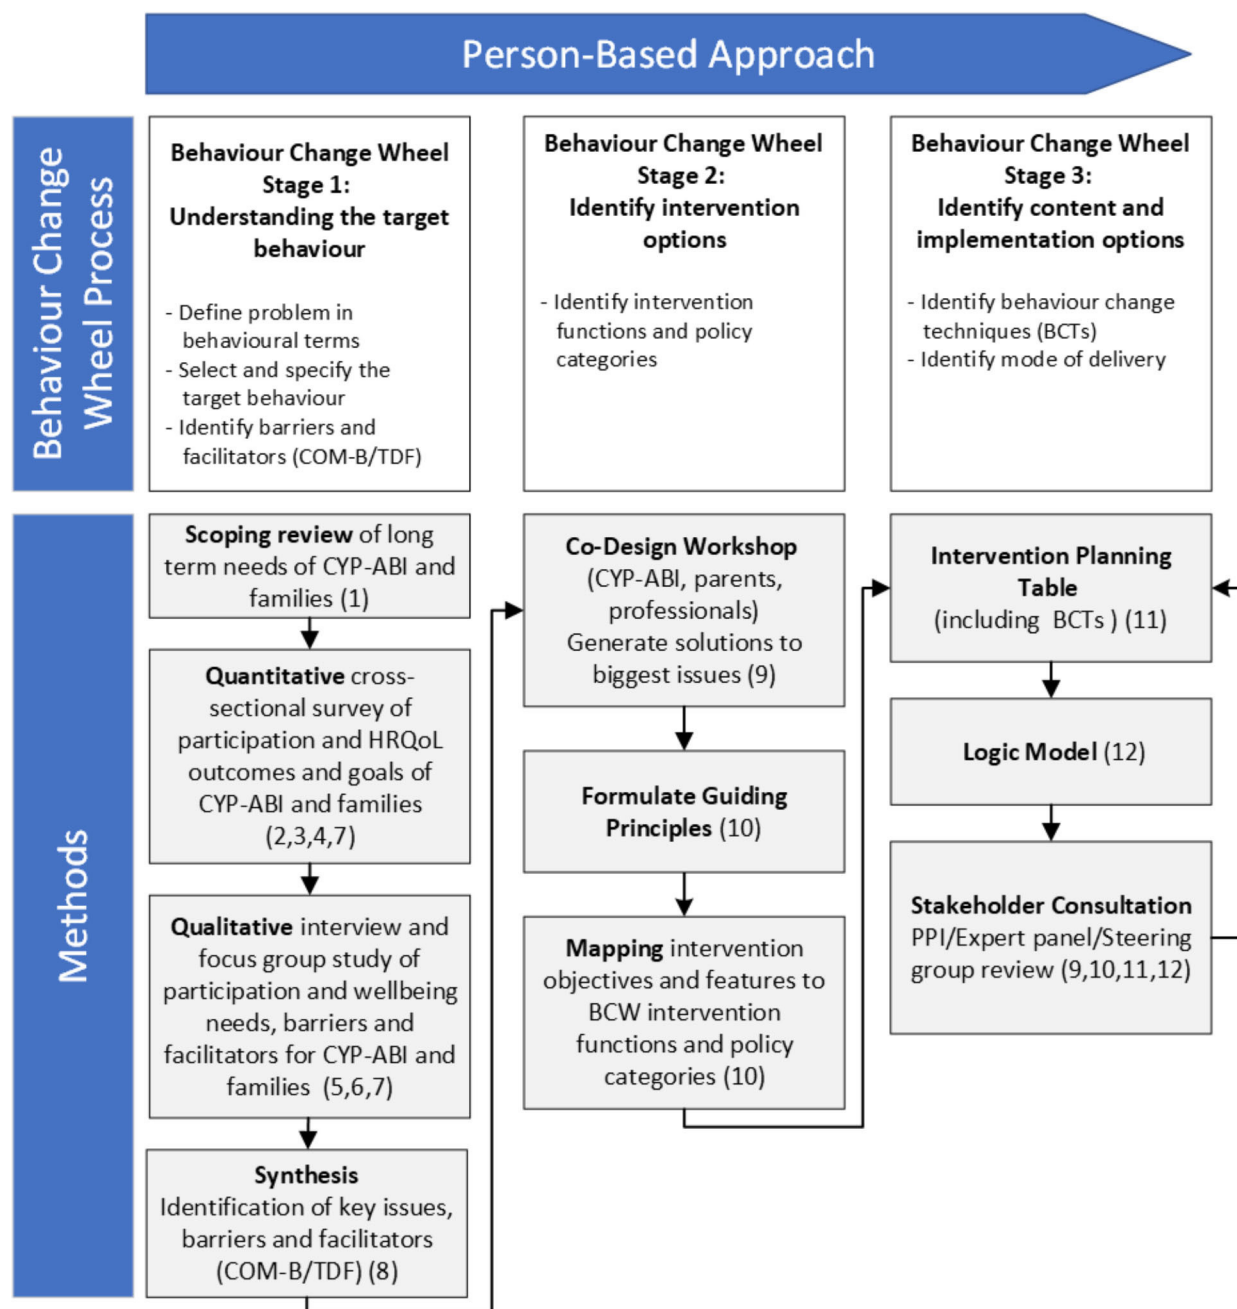 Person-Based Approach
Behaviour Change
Wheel Process
Behaviour Change Wheel
Stage 1:
Understanding the target
behaviour
- Define problem in
behavioural terms
- Select and specify the
target behaviour
- Identify barriers and
facilitators (COM-B/TDF)
Behaviour Change Wheel
Stage 2:
Identify intervention
options
- Identify intervention
functions and policy
categories
Behaviour Change Wheel
Stage 3:
Identify content and
implementation options
- Identify behaviour change
techniques (BCTs)
- Identify mode of delivery
Methods
Scoping review of long
term needs of CYP-ABI and
families (1)
Quantitative cross-
sectional survey of
participation and HRQoL
outcomes and goals of
CYP-ABI and families
(2,3,4,7)
Qualitative interview and
focus group study of
participation and wellbeing
needs, barriers and
facilitators for CYP-ABI and
families (5,6,7)
Synthesis
Identification of key issues,
barriers and facilitators
(COM-B/TDF) (8)
Co-Design Workshop
(CYP-ABI, parents,
professionals)
Generate solutions to
biggest issues (9)
Formulate Guiding
Principles (10)
Mapping intervention
objectives and features to
BCW intervention
functions and policy
categories (10)
Intervention Planning
Table
(including BCTs ) (11)
Logic Model (12)
Stakeholder Consultation
PPI/Expert panel/Steering
group review (9,10,11,12)